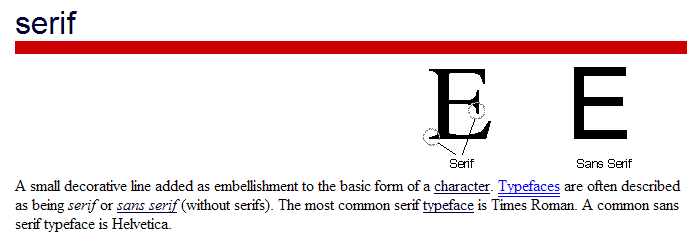 serif
E E
Serif Sans Serif
A small decorative line added as embellishment to the basic form of a character. Typefaces are often described
as being serif or sans serif (without serifs). The most common serif typeface is Times Roman. A common sans
serif typeface is Helvetica.